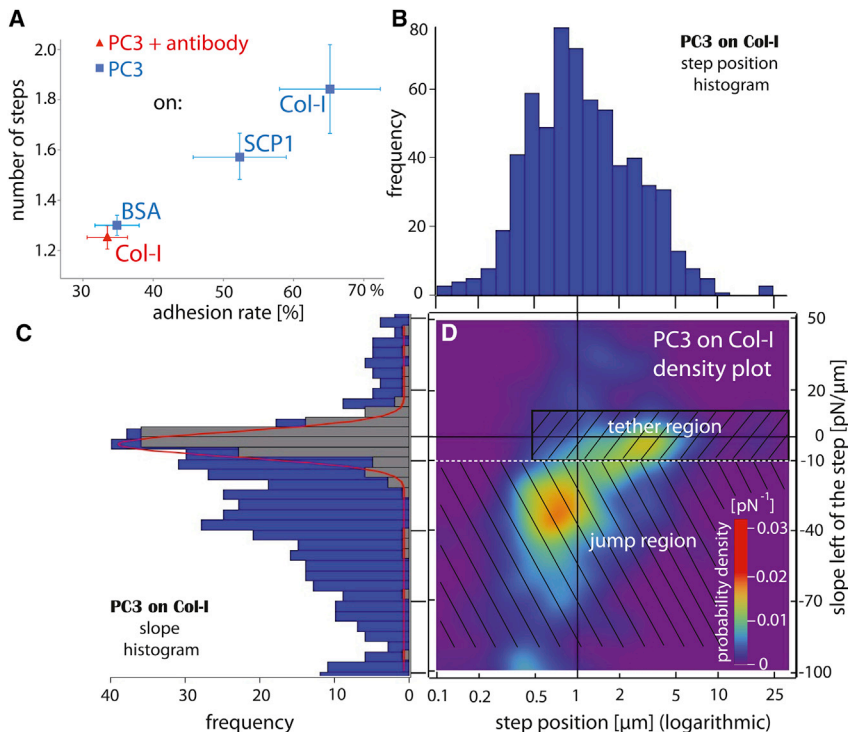 A
PC3 + antibody
PC3
on:
Col-I
SCP1
BSA
Col-I
number of steps
2.0
1.8
1.6
1.4
1.2
30 40 50 60 70 %
adhesion rate [%]
B
PC3 on Col-I
step position
histogram
frequency
80
60
40
20
0
C
PC3 on Col-I
slope
histogram
40 30 20 10 0
frequency
D
PC3 on Col-I
density plot
tether region
jump region
[pN⁻¹]
0.03
0.02
0.01
0
probability density
50
20
0
-10
-40
-70
-100
slope left of the step [pN/µm]
0.1 0.2 0.5 1 2 5 10 25
step position [µm] (logarithmic)